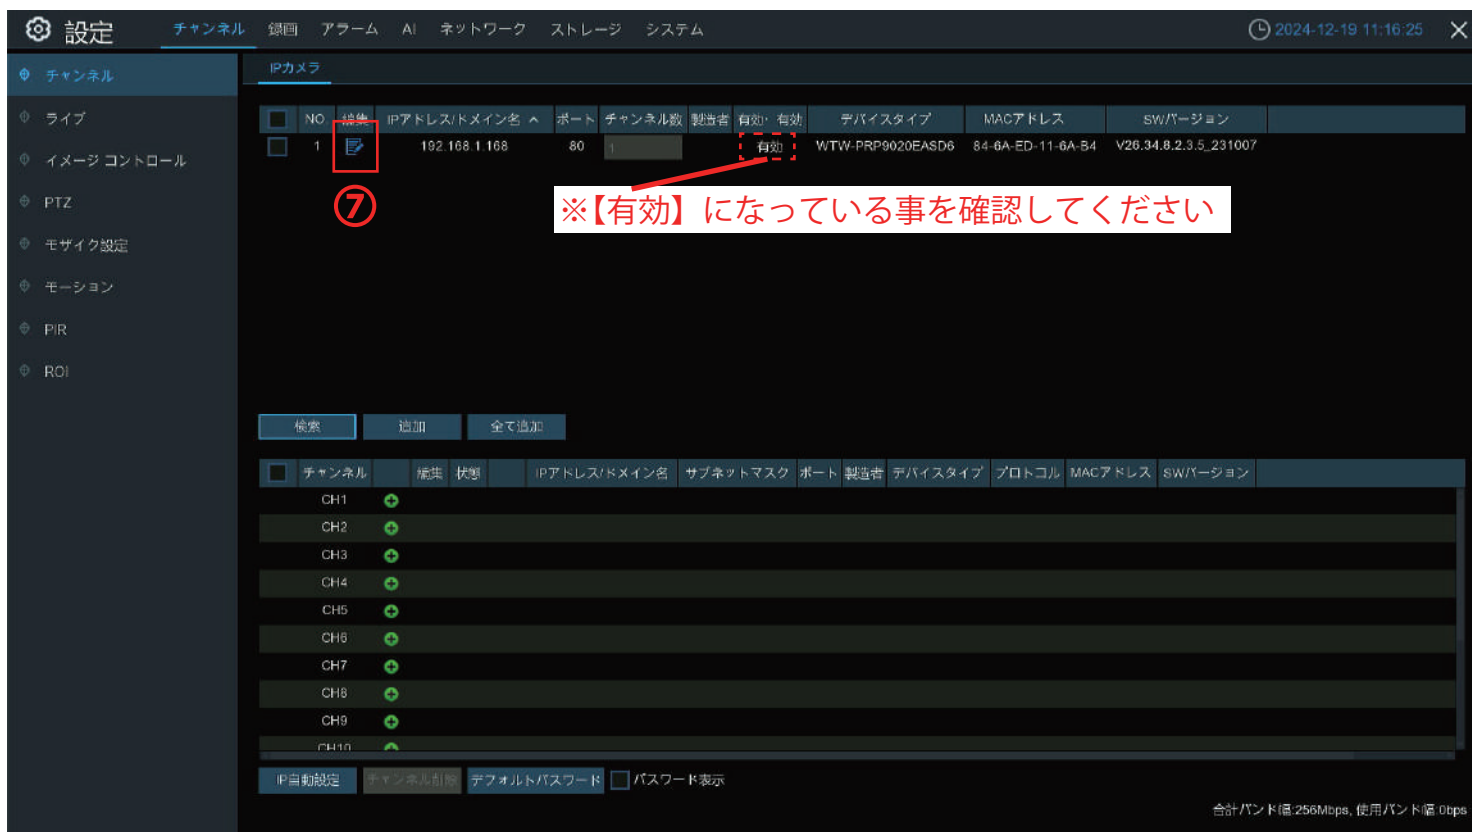 設定 チャンネル 録画 アラーム AI ネットワーク ストレージ システム 2024-12-19 11:16:25
チャンネル
ライブ
イメージ コントロール
PTZ
モザイク設定
モーション
PIR
ROI
IPカメラ
NO. 編集 IPアドレス/ドメイン名 ポート チャンネル数 製造者 有効・有効 デバイスタイプ MACアドレス SWバージョン
1 192.168.1.168 80 1 有効 WTW-PRP9020EASD6 84-6A-ED-11-6A-B4 V26.34.8.2.3.5_231007
⑦
※【有効】になっている事を確認してください
検索 追加 全て追加
チャンネル 編集 状態 IPアドレス/ドメイン名 サブネットマスク ポート 製造者 デバイスタイプ プロトコル MACアドレス SWバージョン
CH1
CH2
CH3
CH4
CH5
CH6
CH7
CH8
CH9
CH10
IP自動設定 チャンネル削除 デフォルトパスワード パスワード表示
合計バンド幅:256Mbps, 使用バンド幅:0bps